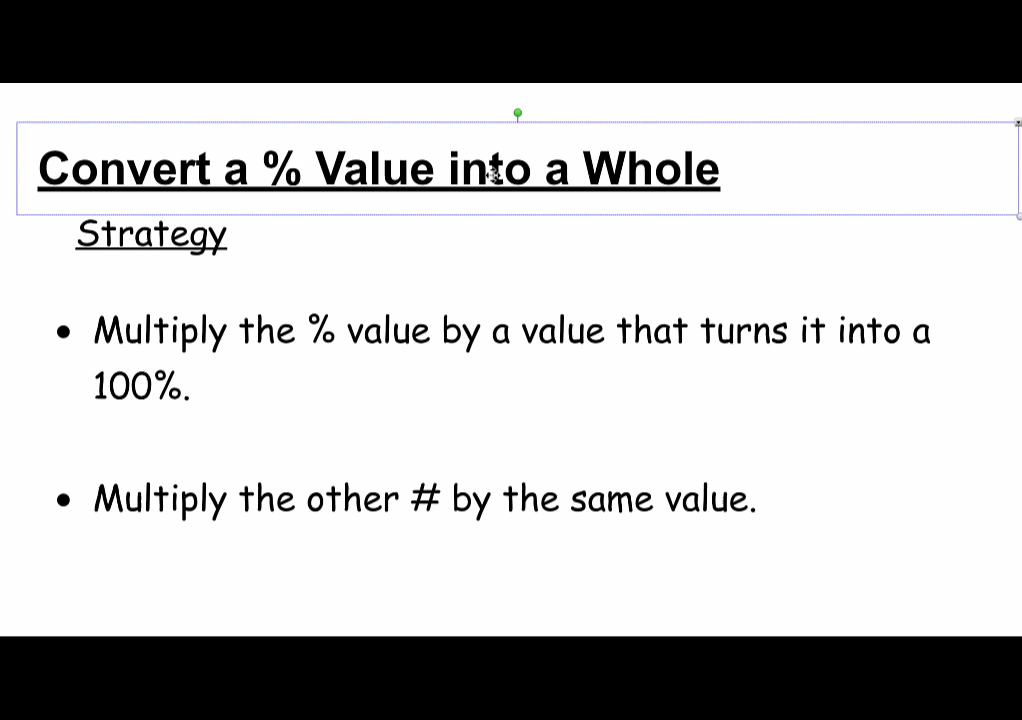 Convert a % Value into a Whole
Strategy
• Multiply the % value by a value that turns it into a
100%.
• Multiply the other # by the same value.